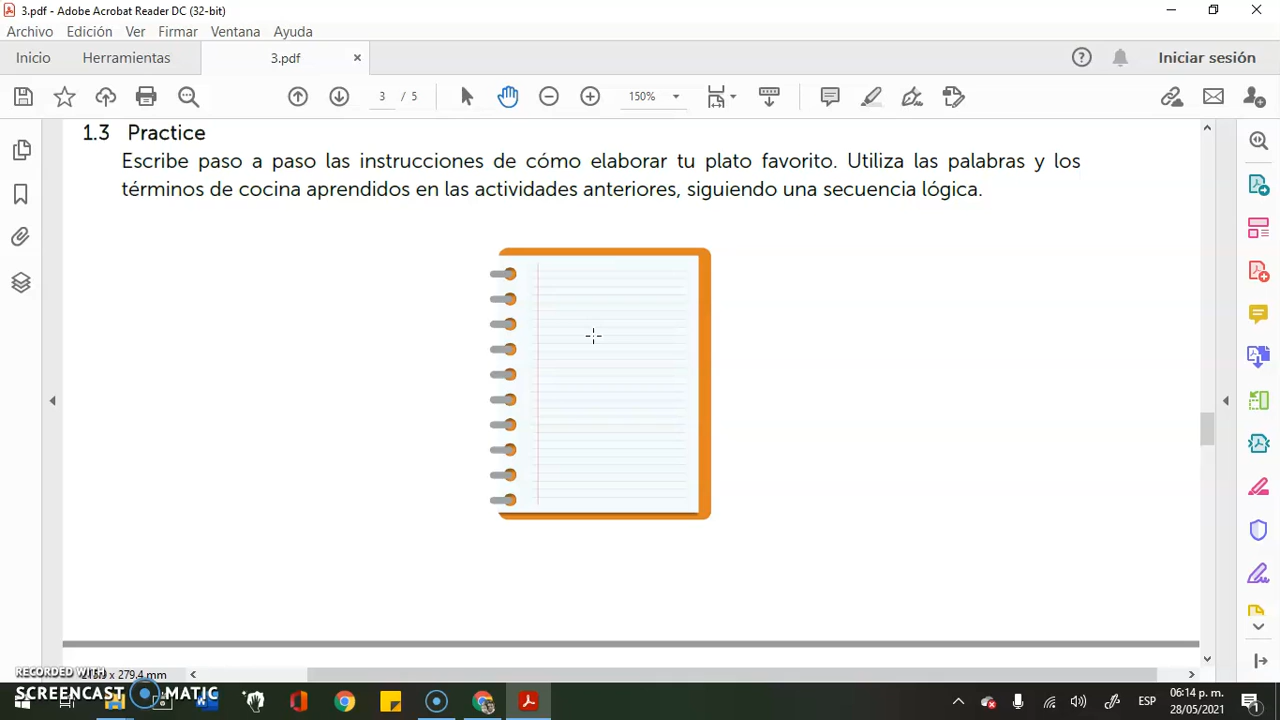 3.pdf - Adobe Acrobat Reader DC (32-bit)
Archivo Edición Ver Firmar Ventana Ayuda
Inicio Herramientas 3.pdf Iniciar sesión
3 / 5 150%
1.3 Practice
Escribe paso a paso las instrucciones de cómo elaborar tu plato favorito. Utiliza las palabras y los
términos de cocina aprendidos en las actividades anteriores, siguiendo una secuencia lógica.
RECORDED WITH
SCREENCAST MATIC
x 279.4 mm
ESP
06:14 p. m.
28/05/2021
1